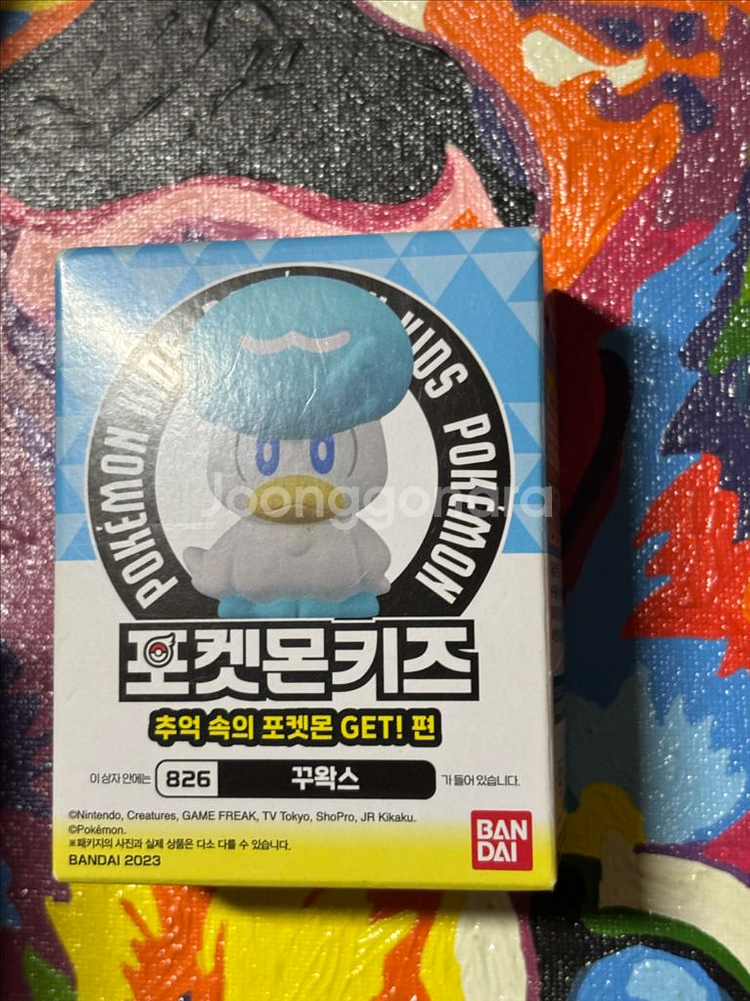 POKÉMON KIDS POKÉMON KIDS POKÉMON
Joonggonara
포켓몬키즈
추억 속의 포켓몬 GET! 편
이 상자 안에는 826 꾸왁스 가 들어 있습니다.
©Nintendo, Creatures, GAME FREAK, TV Tokyo, ShoPro, JR Kikaku.
©Pokémon.
※패키지의 사진과 실제 상품은 다소 다를 수 있습니다.
BANDAI 2023
BAN
DAI